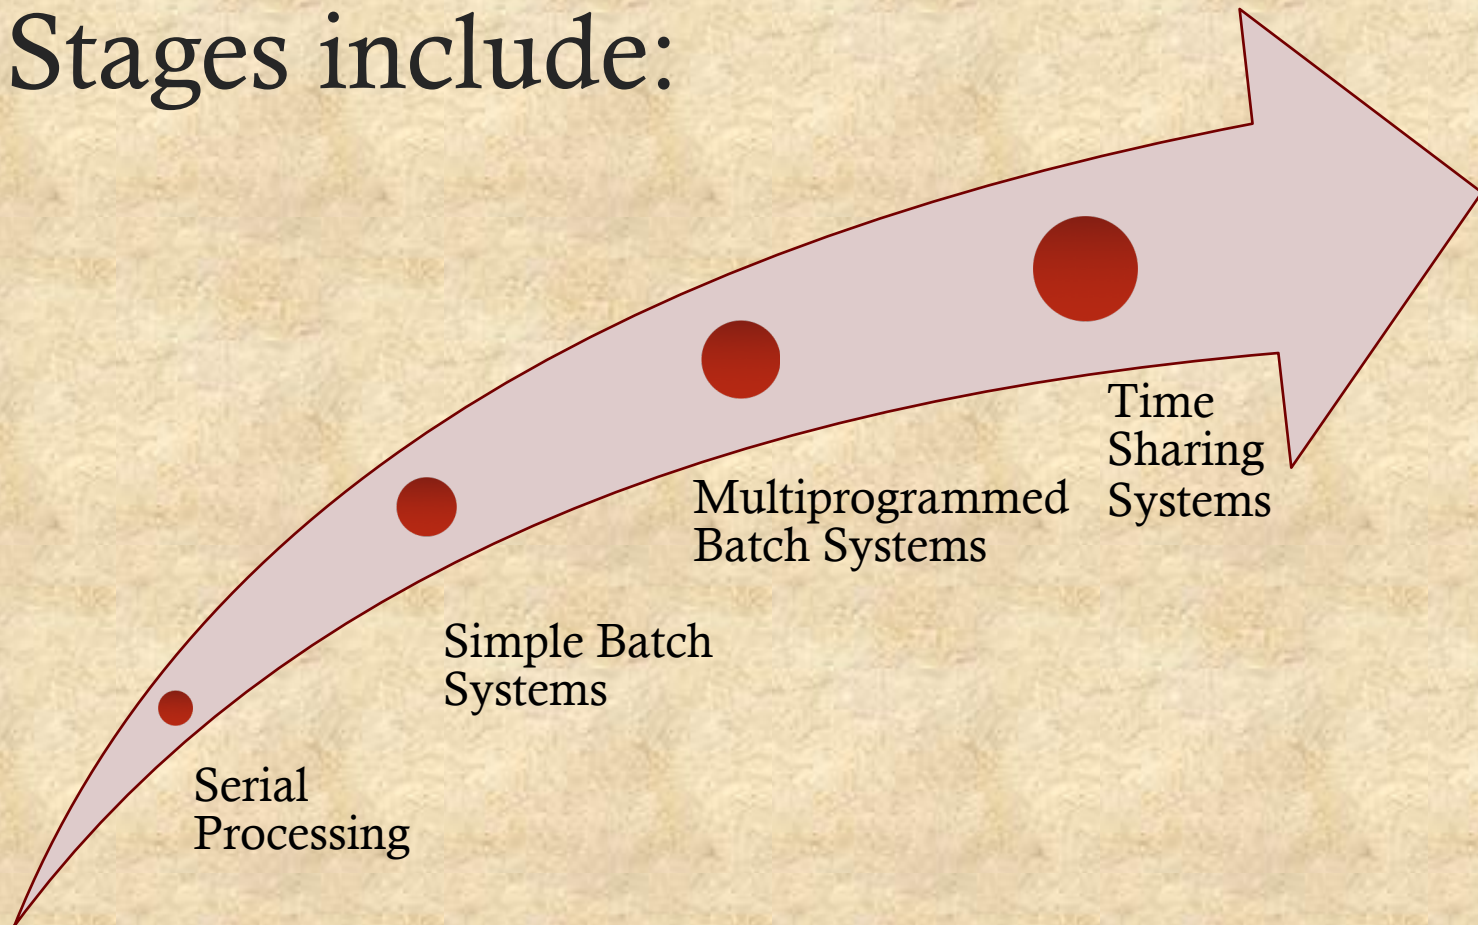 Stages include:
Time
Sharing
Systems
Multiprogrammed
Batch Systems
Simple Batch
Systems
Serial
Processing